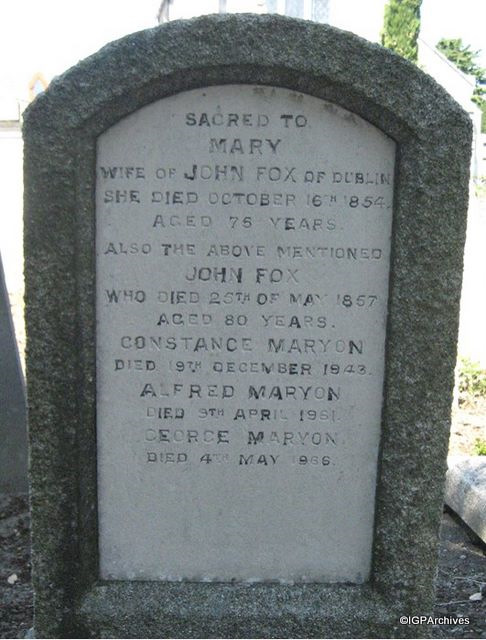 SACRED TO
MARY
WIFE OF JOHN FOX OF DUBLIN
SHE DIED OCTOBER 16TH 1854.
AGED 75 YEARS.
ALSO THE ABOVE MENTIONED
JOHN FOX
WHO DIED 25TH OF MAY 1857
AGED 80 YEARS.
CONSTANCE MARYON
DIED 19TH DECEMBER 1943.
ALFRED MARYON
DIED 9TH APRIL 1961.
GEORGE MARYON.
DIED 4TH MAY 1966.
©IGPArchives